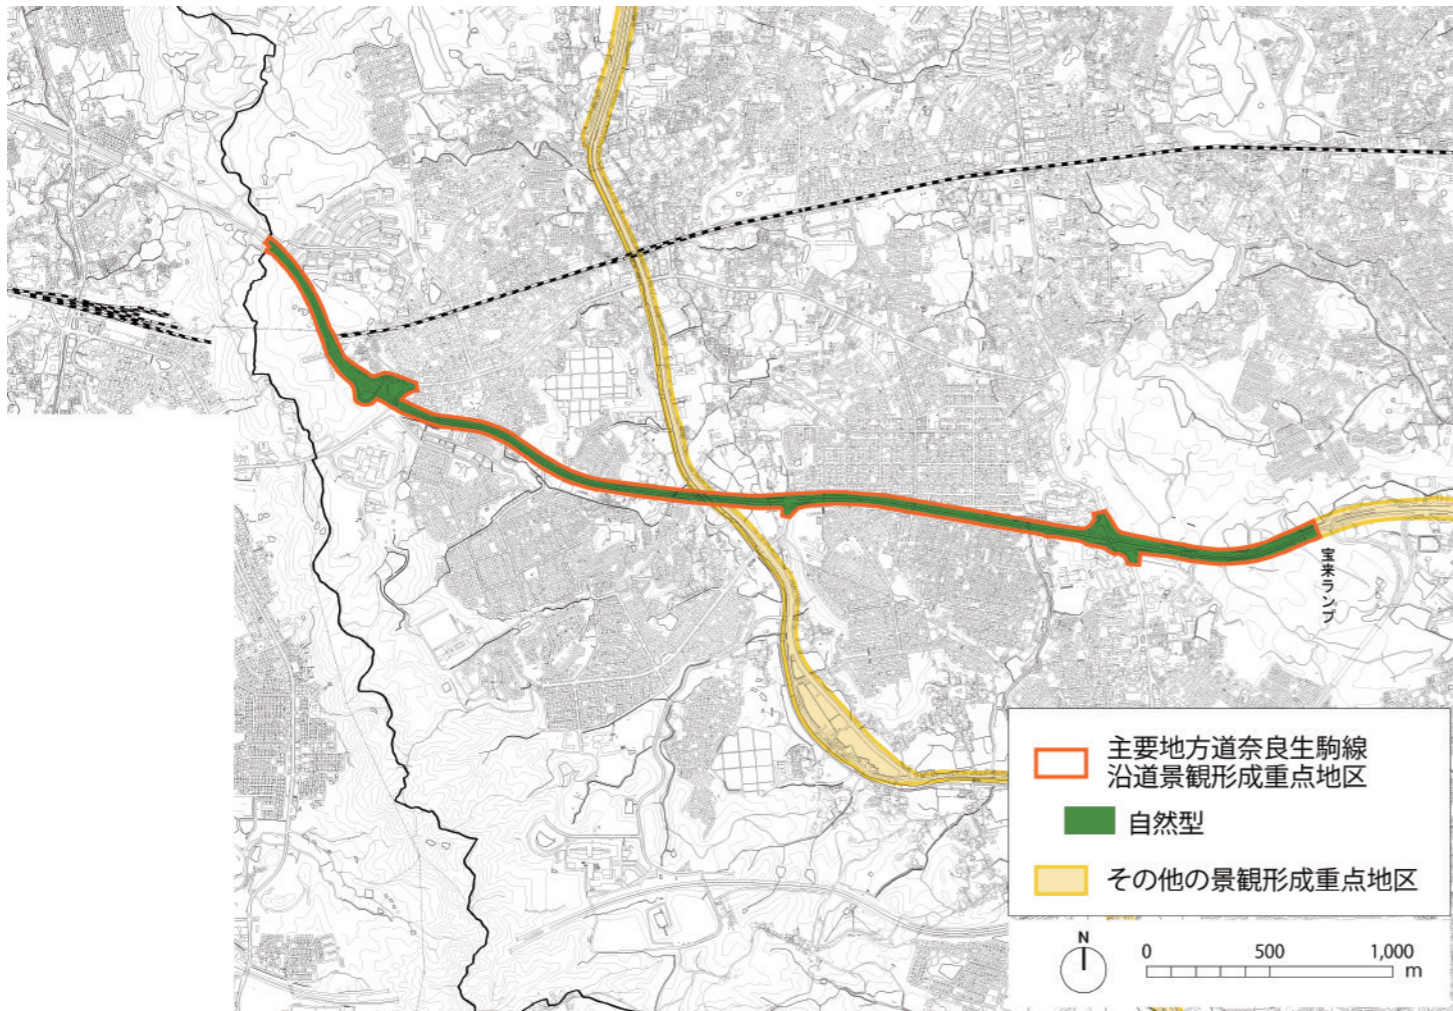 宝来ランプ
主要地方道奈良生駒線
沿道景観形成重点地区
自然型
その他の景観形成重点地区
N
0 500 1,000
m